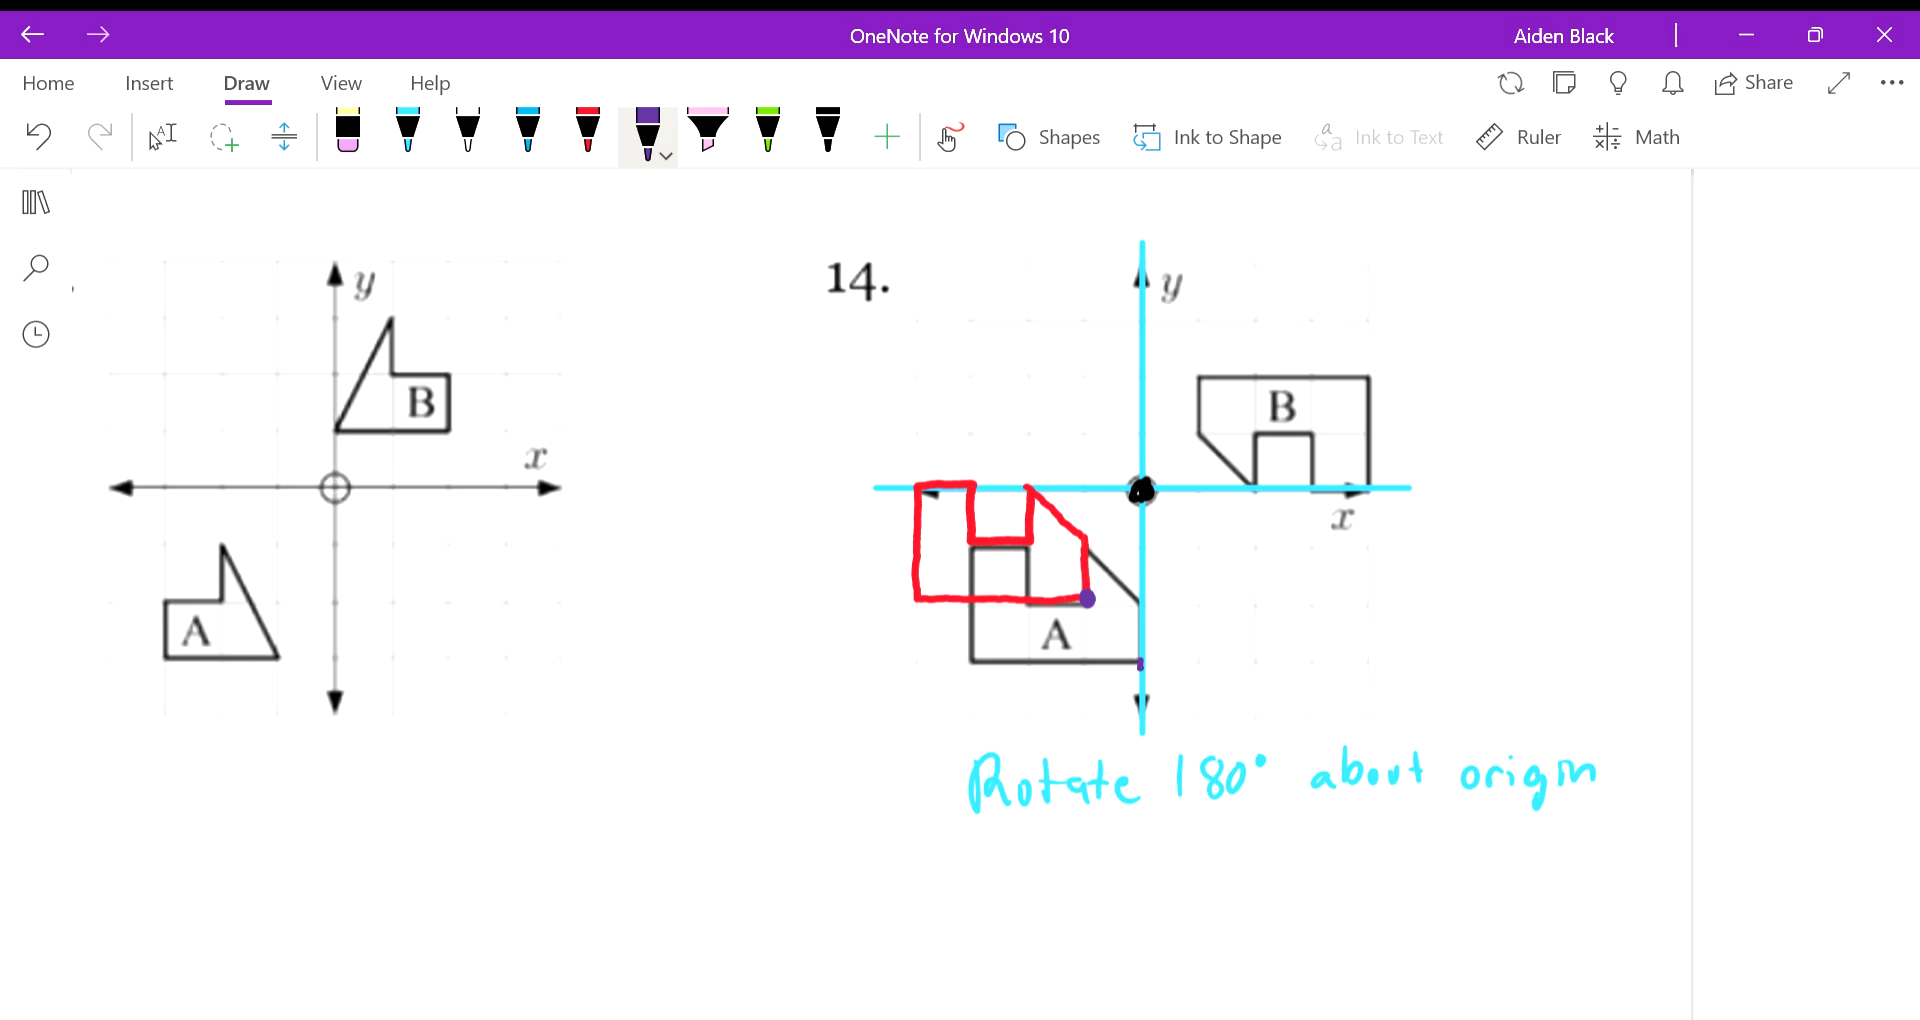 OneNote for Windows 10 Aiden Black
Home Insert Draw View Help Share
Shapes Ink to Shape Ink to Text Ruler Math
y
B
x
A
14.
y
B
x
A
Rotate 180° about origin